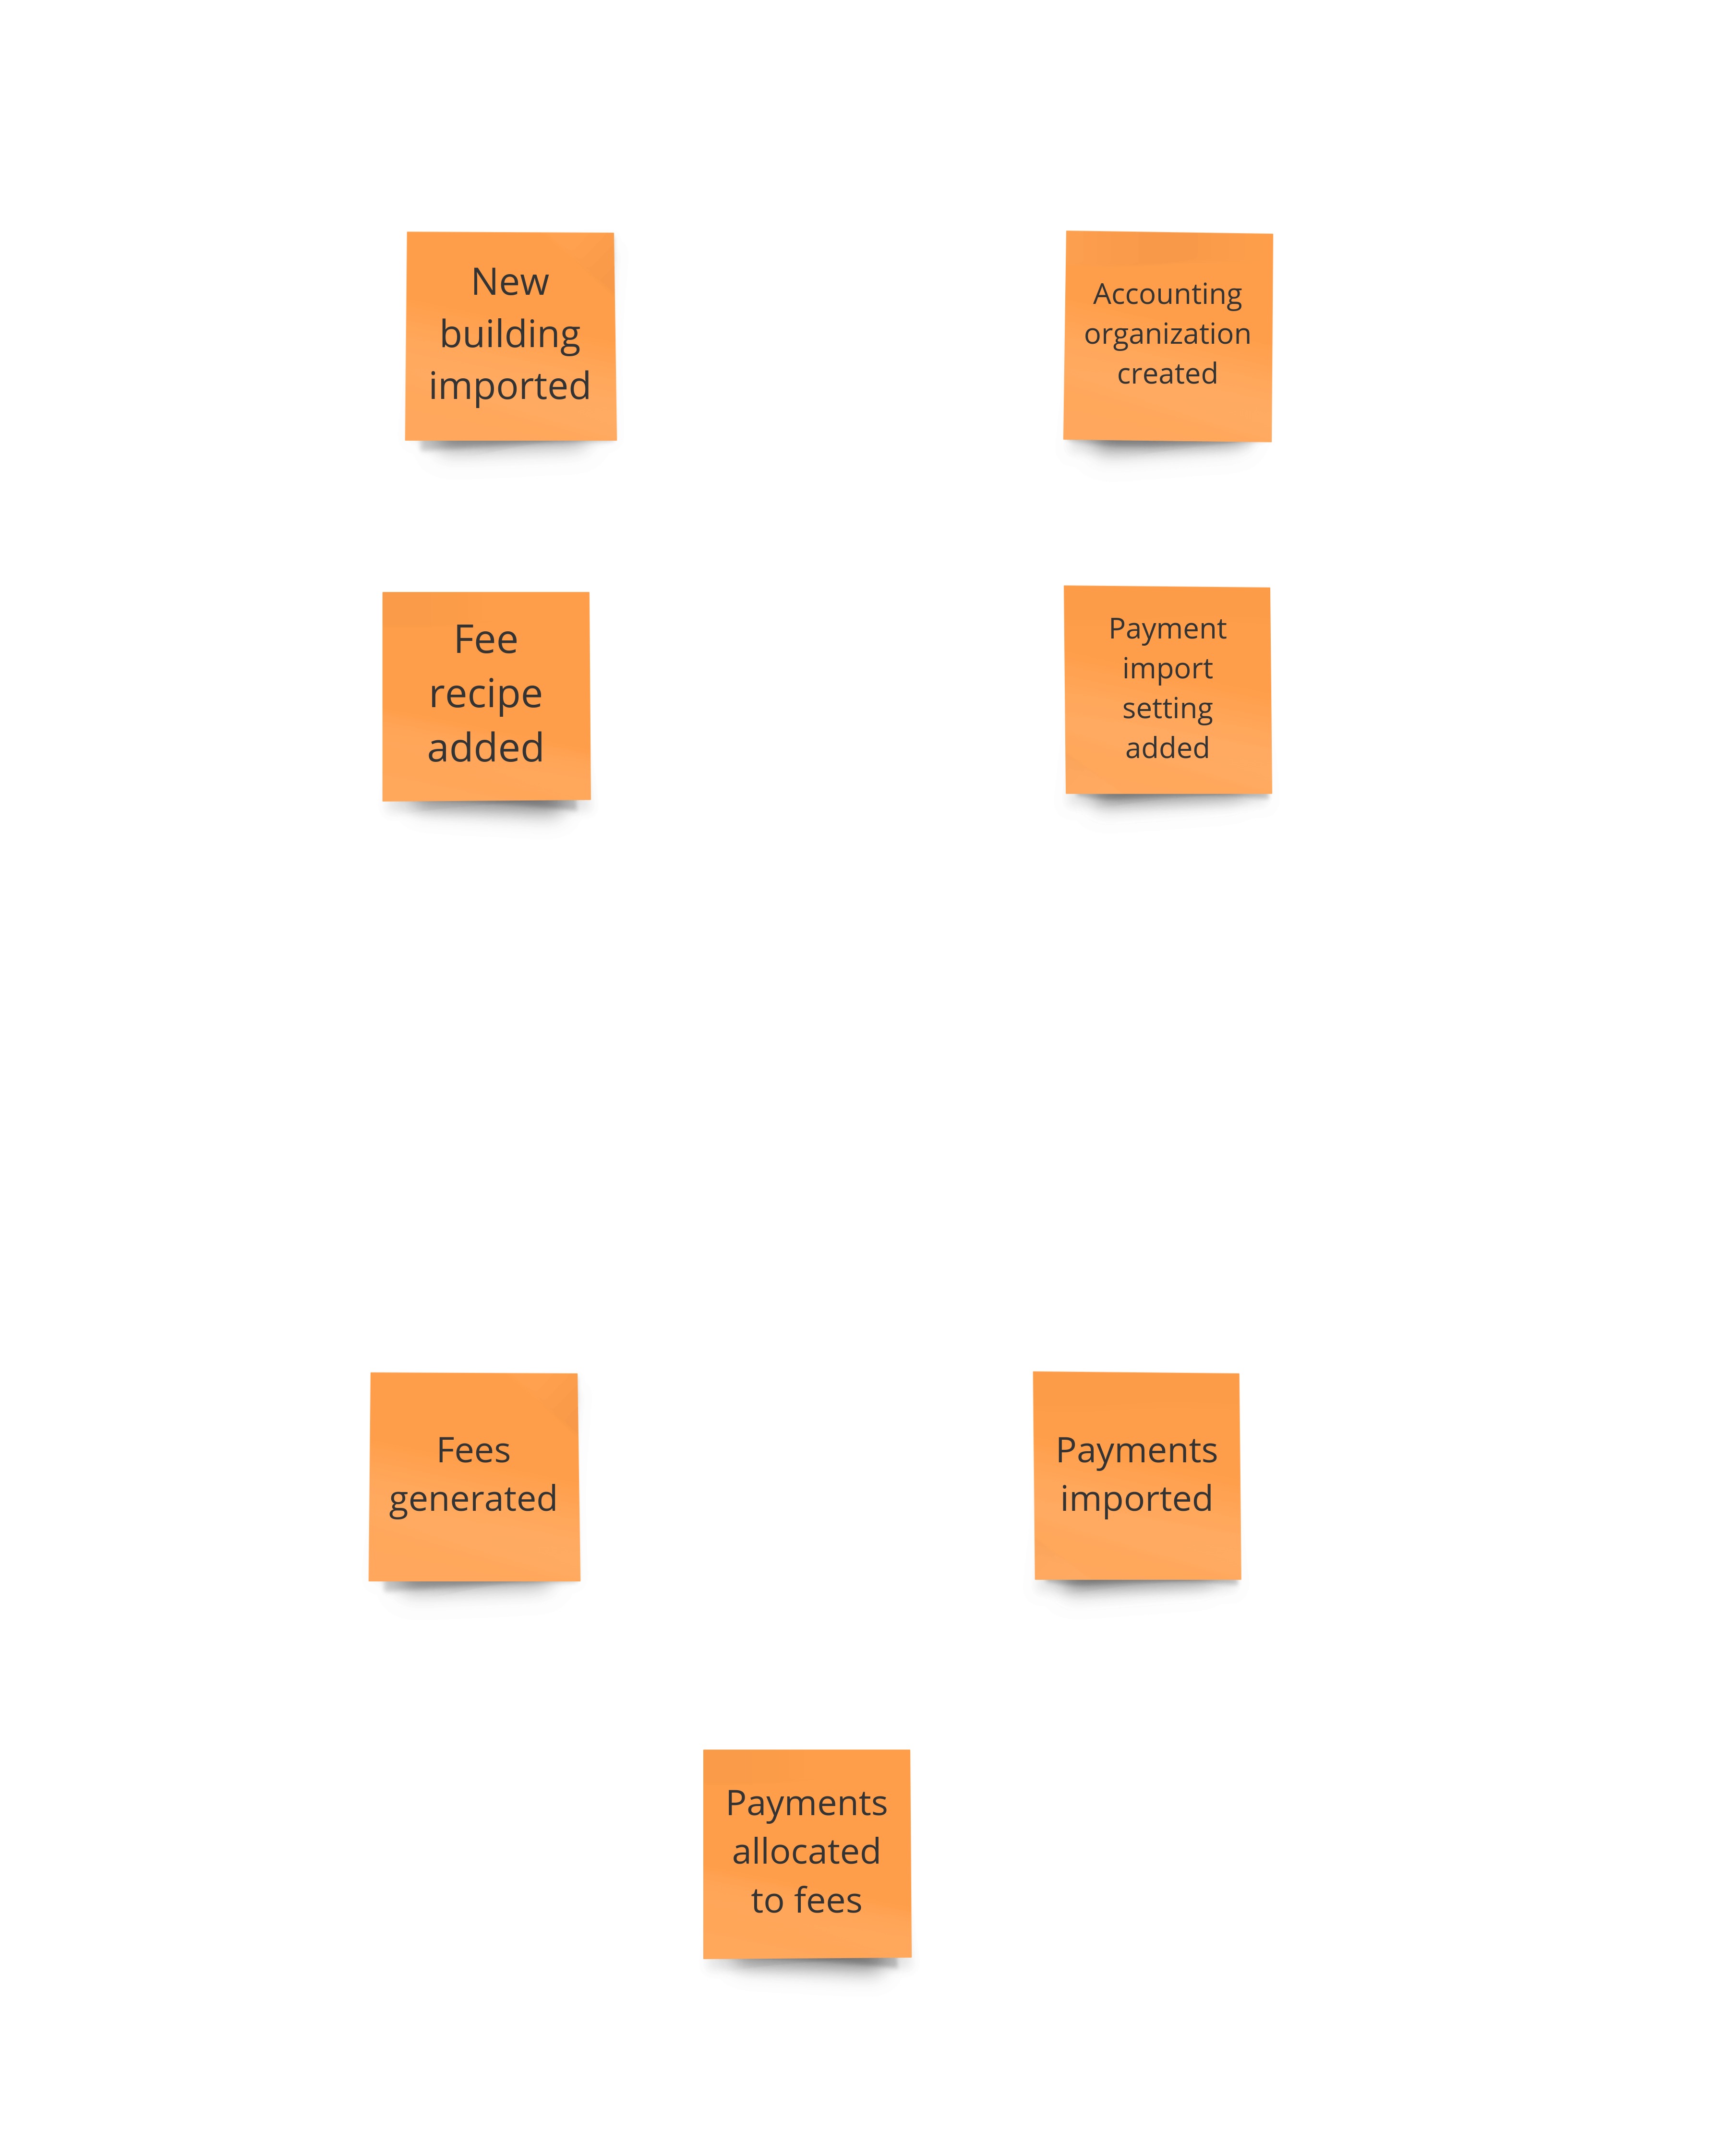 New
building
imported
Accounting
organization
created
Fee
recipe
added
Payment
import
setting
added
Fees
generated
Payments
imported
Payments
allocated
to fees